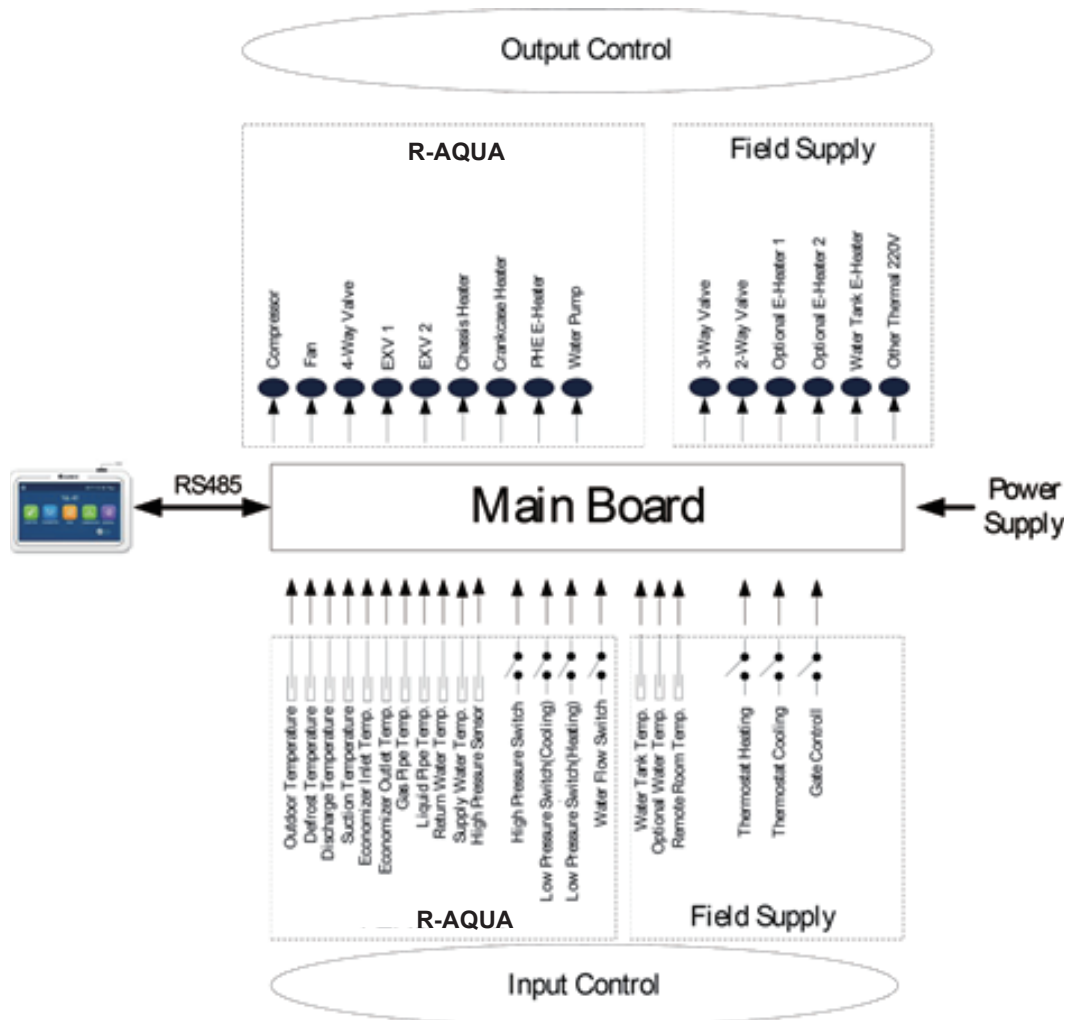 Output Control
R-AQUA
Field Supply
Compressor
Fan
4-Way Valve
EXV 1
EXV 2
Chassis Heater
Crankcase Heater
PHE E-Heater
Water Pump
3-Way Valve
2-Way Valve
Optional E-Heater 1
Optional E-Heater 2
Water Tank E-Heater
Other Thermal 220V
RS485
Main Board
Power
Supply
Outdoor Temperature
Defrost Temperature
Discharge Temperature
Suction Temperature
Economizer Inlet Temp.
Economizer Outlet Temp.
Gas Pipe Temp.
Liquid Pipe Temp.
Return Water Temp.
Supply Water Temp.
High Pressure Sensor
High Pressure Switch
Low Pressure Switch(Cooling)
Low Pressure Switch(Heating)
Water Flow Switch
Water Tank Temp.
Optional Water Temp.
Remote Room Temp.
Thermostat Heating
Thermostat Cooling
Gate Controll
R-AQUA
Field Supply
Input Control